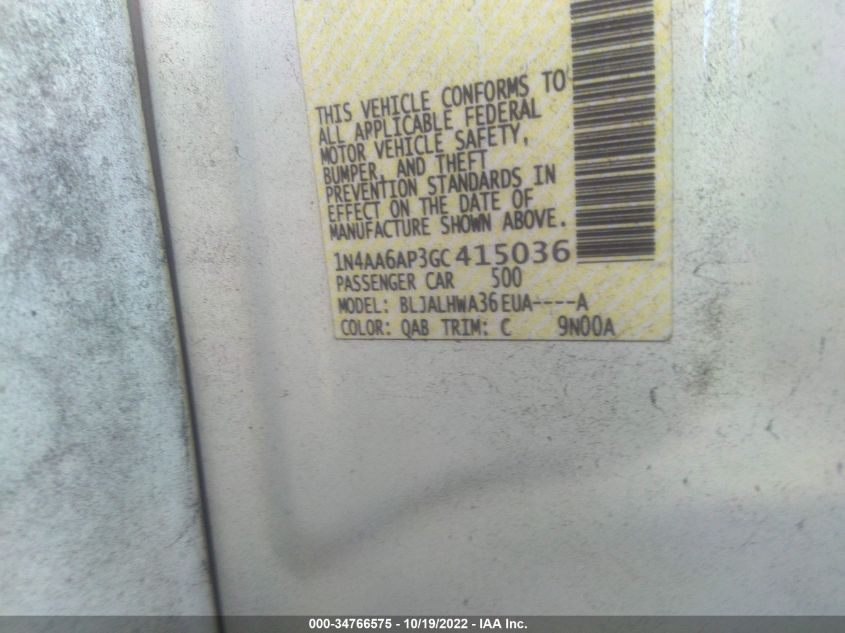 THIS VEHICLE CONFORMS TO
ALL APPLICABLE FEDERAL
MOTOR VEHICLE SAFETY,
BUMPER, AND THEFT
PREVENTION STANDARDS IN
EFFECT ON THE DATE OF
MANUFACTURE SHOWN ABOVE.
1N4AA6AP3GC415036
PASSENGER CAR 500
MODEL: BLJALHWA36EUA----A
COLOR: QAB TRIM: C 9N00A
000-34766575 - 10/19/2022 - IAA Inc.